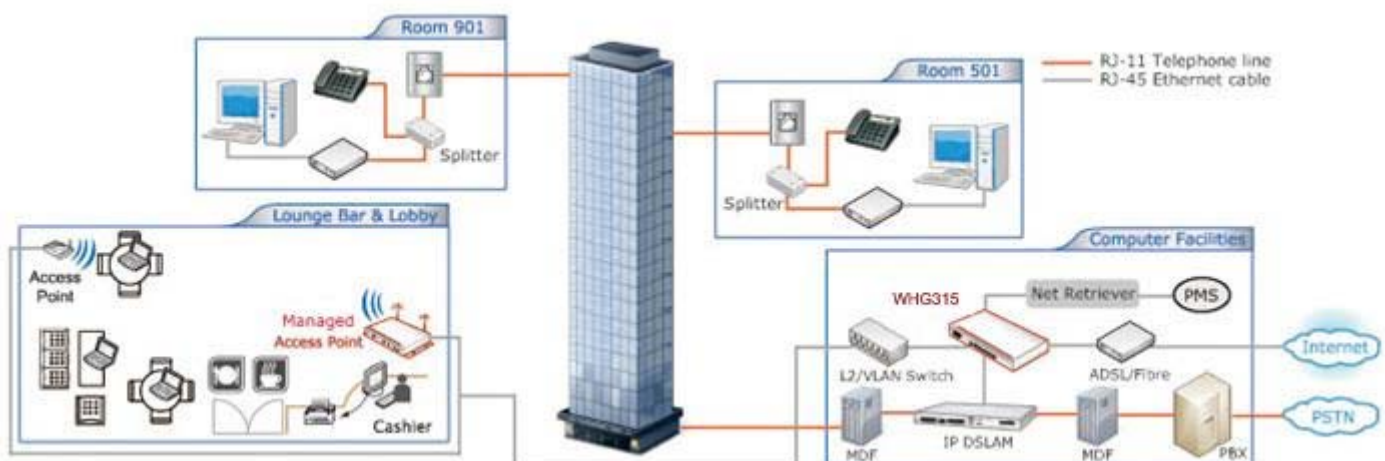 Room 901
Splitter
Room 501
Splitter
RJ-11 Telephone line
RJ-45 Ethernet cable
Lounge Bar & Lobby
Access
Point
Managed
Access Point
Cashier
Computer Facilities
WHG315
Net Retriever
PMS
L2/VLAN Switch
ADSL/Fibre
Internet
MDF
IP DSLAM
MDF
PBX
PSTN